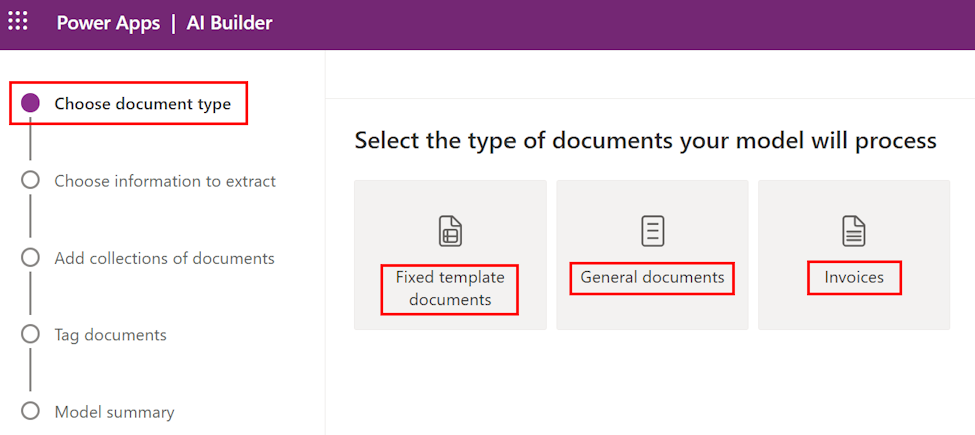 Power Apps | AI Builder
Choose document type
Choose information to extract
Add collections of documents
Tag documents
Model summary
Select the type of documents your model will process
Fixed template
documents
General documents
Invoices